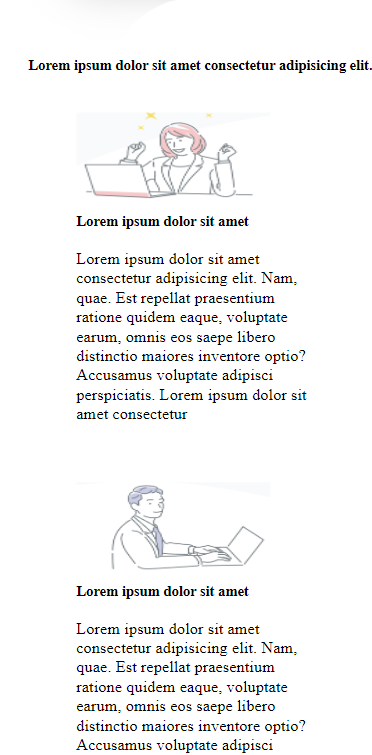 Lorem ipsum dolor sit amet consectetur adipisicing elit.
Lorem ipsum dolor sit amet
Lorem ipsum dolor sit amet
consectetur adipisicing elit. Nam,
quae. Est repellat praesentium
ratione quidem eaque, voluptate
earum, omnis eos saepe libero
distinctio maiores inventore optio?
Accusamus voluptate adipisci
perspiciatis. Lorem ipsum dolor sit
amet consectetur
Lorem ipsum dolor sit amet
Lorem ipsum dolor sit amet
consectetur adipisicing elit. Nam,
quae. Est repellat praesentium
ratione quidem eaque, voluptate
earum, omnis eos saepe libero
distinctio maiores inventore optio?
Accusamus voluptate adipisci